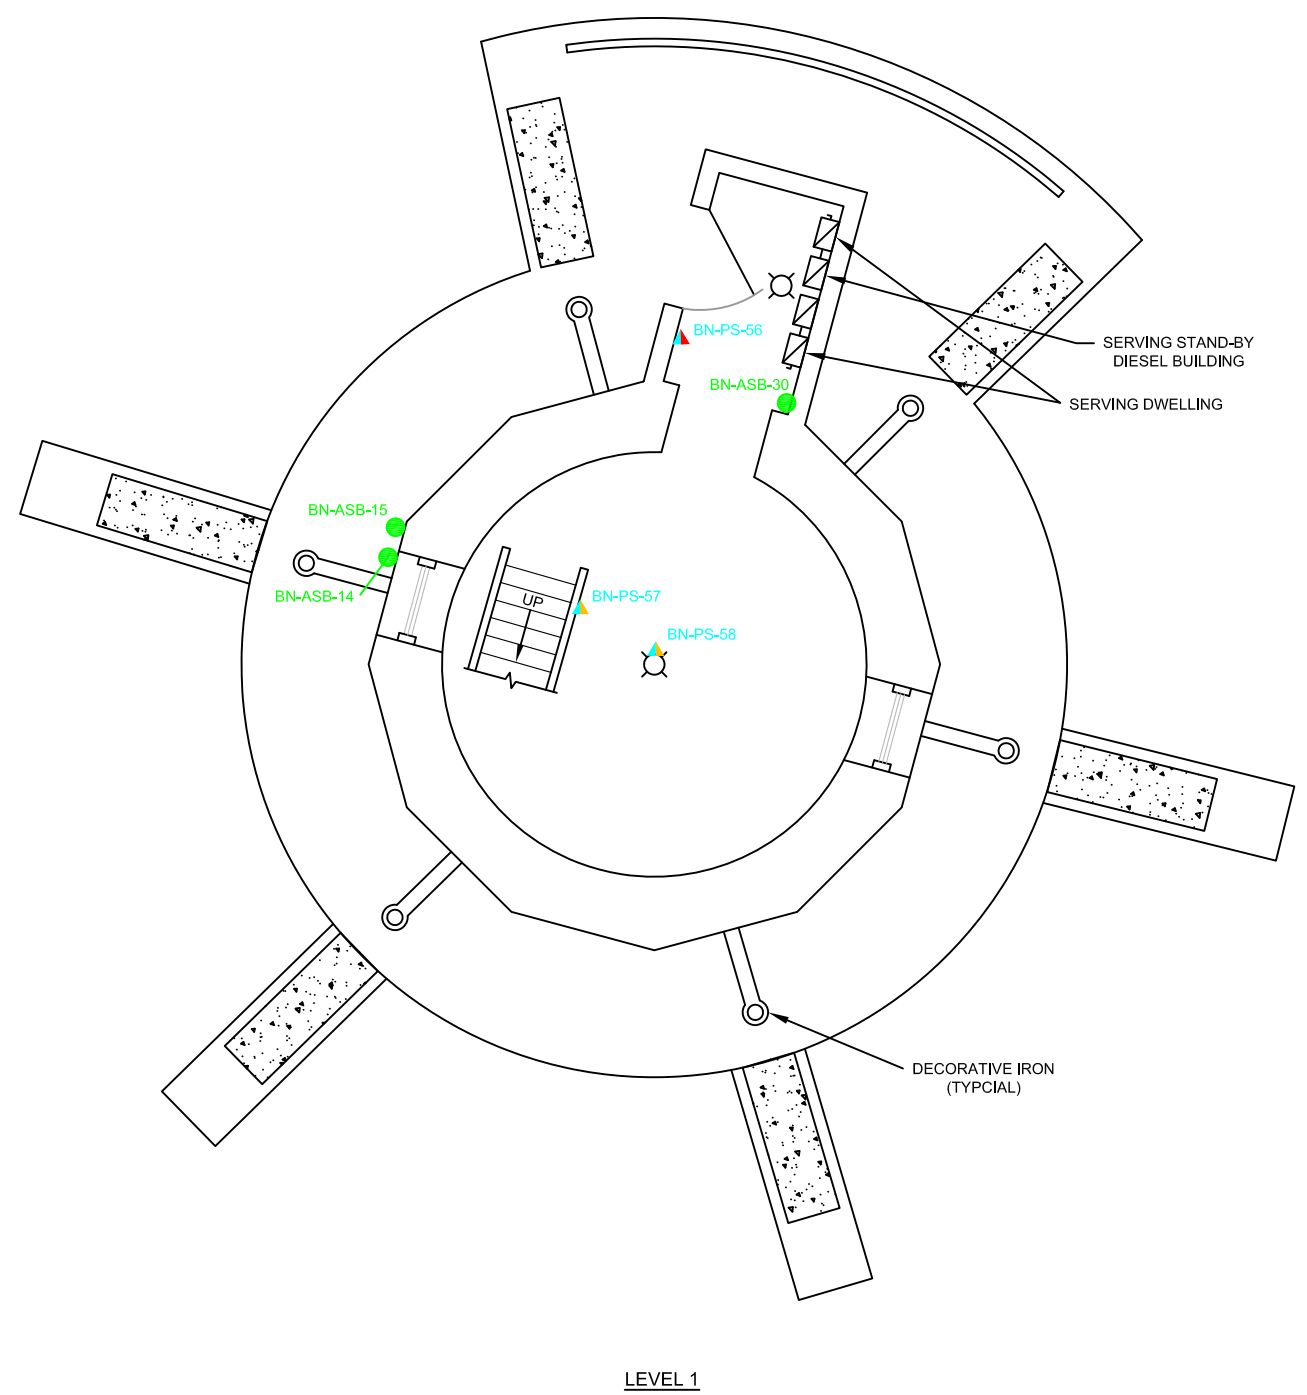 BN-PS-56
SERVING STAND-BY
DIESEL BUILDING
BN-ASB-30
SERVING DWELLING
BN-ASB-15
BN-ASB-14
UP
BN-PS-57
BN-PS-58
DECORATIVE IRON
(TYPCIAL)
LEVEL 1